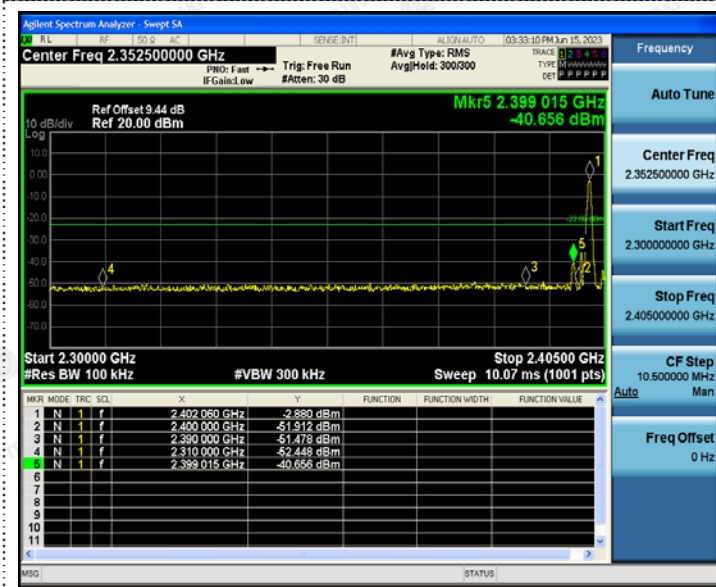 Agilent Spectrum Analyzer - Swept SA
RL RF 50 Ω AC SENSE:INT ALIGN AUTO 03:33:10 PM Jun 15, 2023
Center Freq 2.352500000 GHz #Avg Type: RMS TRACE 1 2 3 4 5 6
PNO: Fast Trig: Free Run Avg|Hold: 300/300 TYPE M
IFGain:Low #Atten: 30 dB DET P P P P P P
Mkr5 2.399 015 GHz
-40.656 dBm
Ref Offset 9.44 dB
10 dB/div Ref 20.00 dBm
Log
10.0
0.00
-10.0
-20.0
-30.0
-40.0
-50.0
-60.0
-70.0
1
5
4
3
2
Start 2.30000 GHz Stop 2.40500 GHz
#Res BW 100 kHz #VBW 300 kHz Sweep 10.07 ms (1001 pts)
MKR MODE TRC SCL X Y FUNCTION FUNCTION WIDTH FUNCTION VALUE
1 N 1 f 2.402 060 GHz -2.880 dBm
2 N 1 f 2.400 000 GHz -51.912 dBm
3 N 1 f 2.390 000 GHz -51.478 dBm
4 N 1 f 2.310 000 GHz -52.448 dBm
5 N 1 f 2.399 015 GHz -40.656 dBm
6
7
8
9
10
11
MSG STATUS
Frequency
Auto Tune
Center Freq
2.352500000 GHz
Start Freq
2.300000000 GHz
Stop Freq
2.405000000 GHz
CF Step
10.500000 MHz
Auto Man
Freq Offset
0 Hz